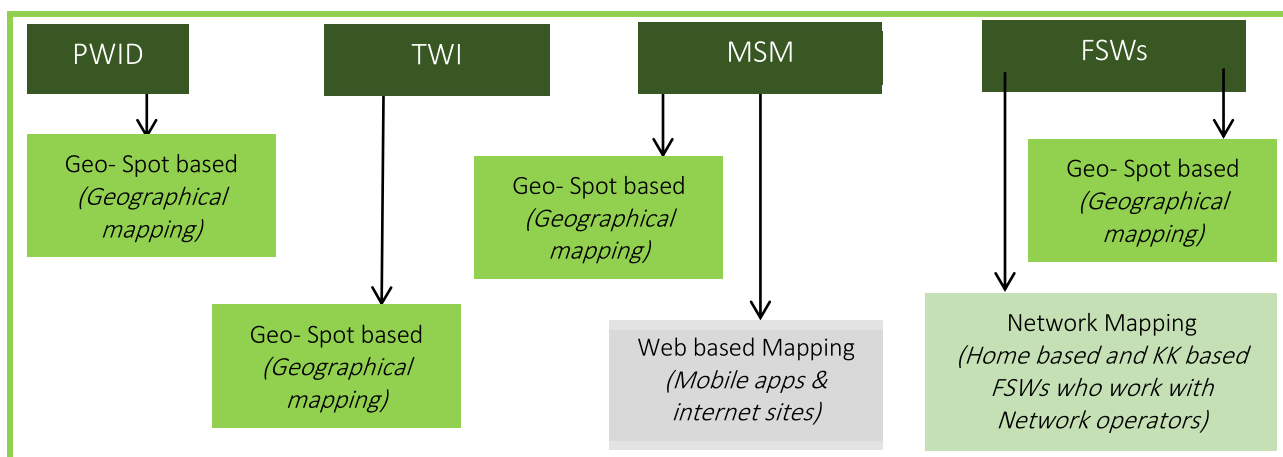 PWID
TWI
MSM
FSWs
Geo- Spot based
(Geographical
mapping)
Geo- Spot based
(Geographical
mapping)
Geo- Spot based
(Geographical
mapping)
Web based Mapping
(Mobile apps &
internet sites)
Geo- Spot based
(Geographical
mapping)
Network Mapping
(Home based and KK based
FSWs who work with
Network operators)